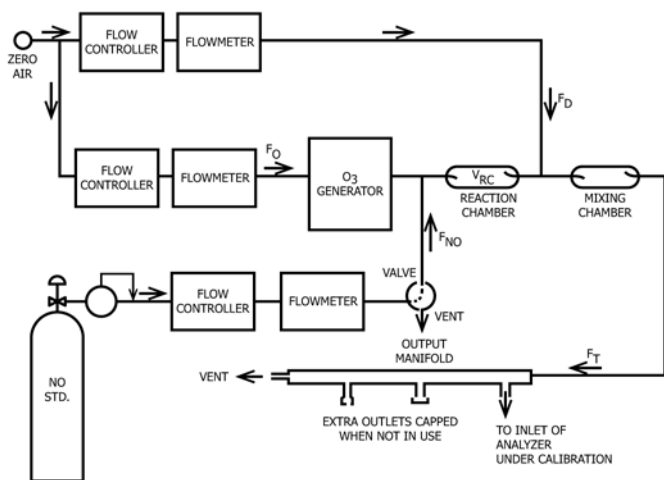 FLOW
CONTROLLER
FLOWMETER
ZERO
AIR
F_D
FLOW
CONTROLLER
FLOWMETER
F_O
O_3
GENERATOR
V_RC
REACTION
CHAMBER
MIXING
CHAMBER
F_NO
VALVE
FLOW
CONTROLLER
FLOWMETER
VENT
OUTPUT
MANIFOLD
F_T
NO
STD.
VENT
EXTRA OUTLETS CAPPED
WHEN NOT IN USE
TO INLET OF
ANALYZER
UNDER CALIBRATION